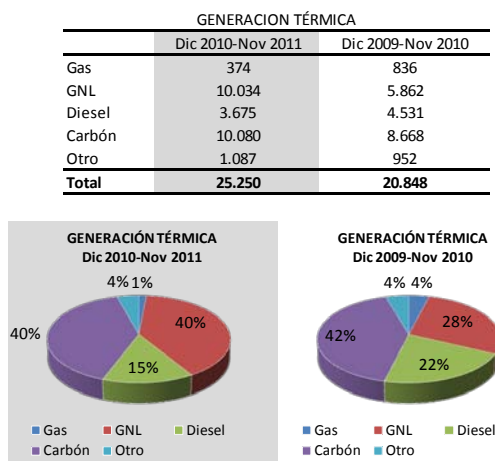 GENERACION TÉRMICA
Dic 2010-Nov 2011 Dic 2009-Nov 2010
Gas 374 836
GNL 10.034 5.862
Diesel 3.675 4.531
Carbón 10.080 8.668
Otro 1.087 952
Total 25.250 20.848
GENERACIÓN TÉRMICA
Dic 2010-Nov 2011
4% 1%
40%
40%
15%
Gas GNL Diesel
Carbón Otro
GENERACIÓN TÉRMICA
Dic 2009-Nov 2010
4% 4%
28%
42%
22%
Gas GNL Diesel
Carbón Otro